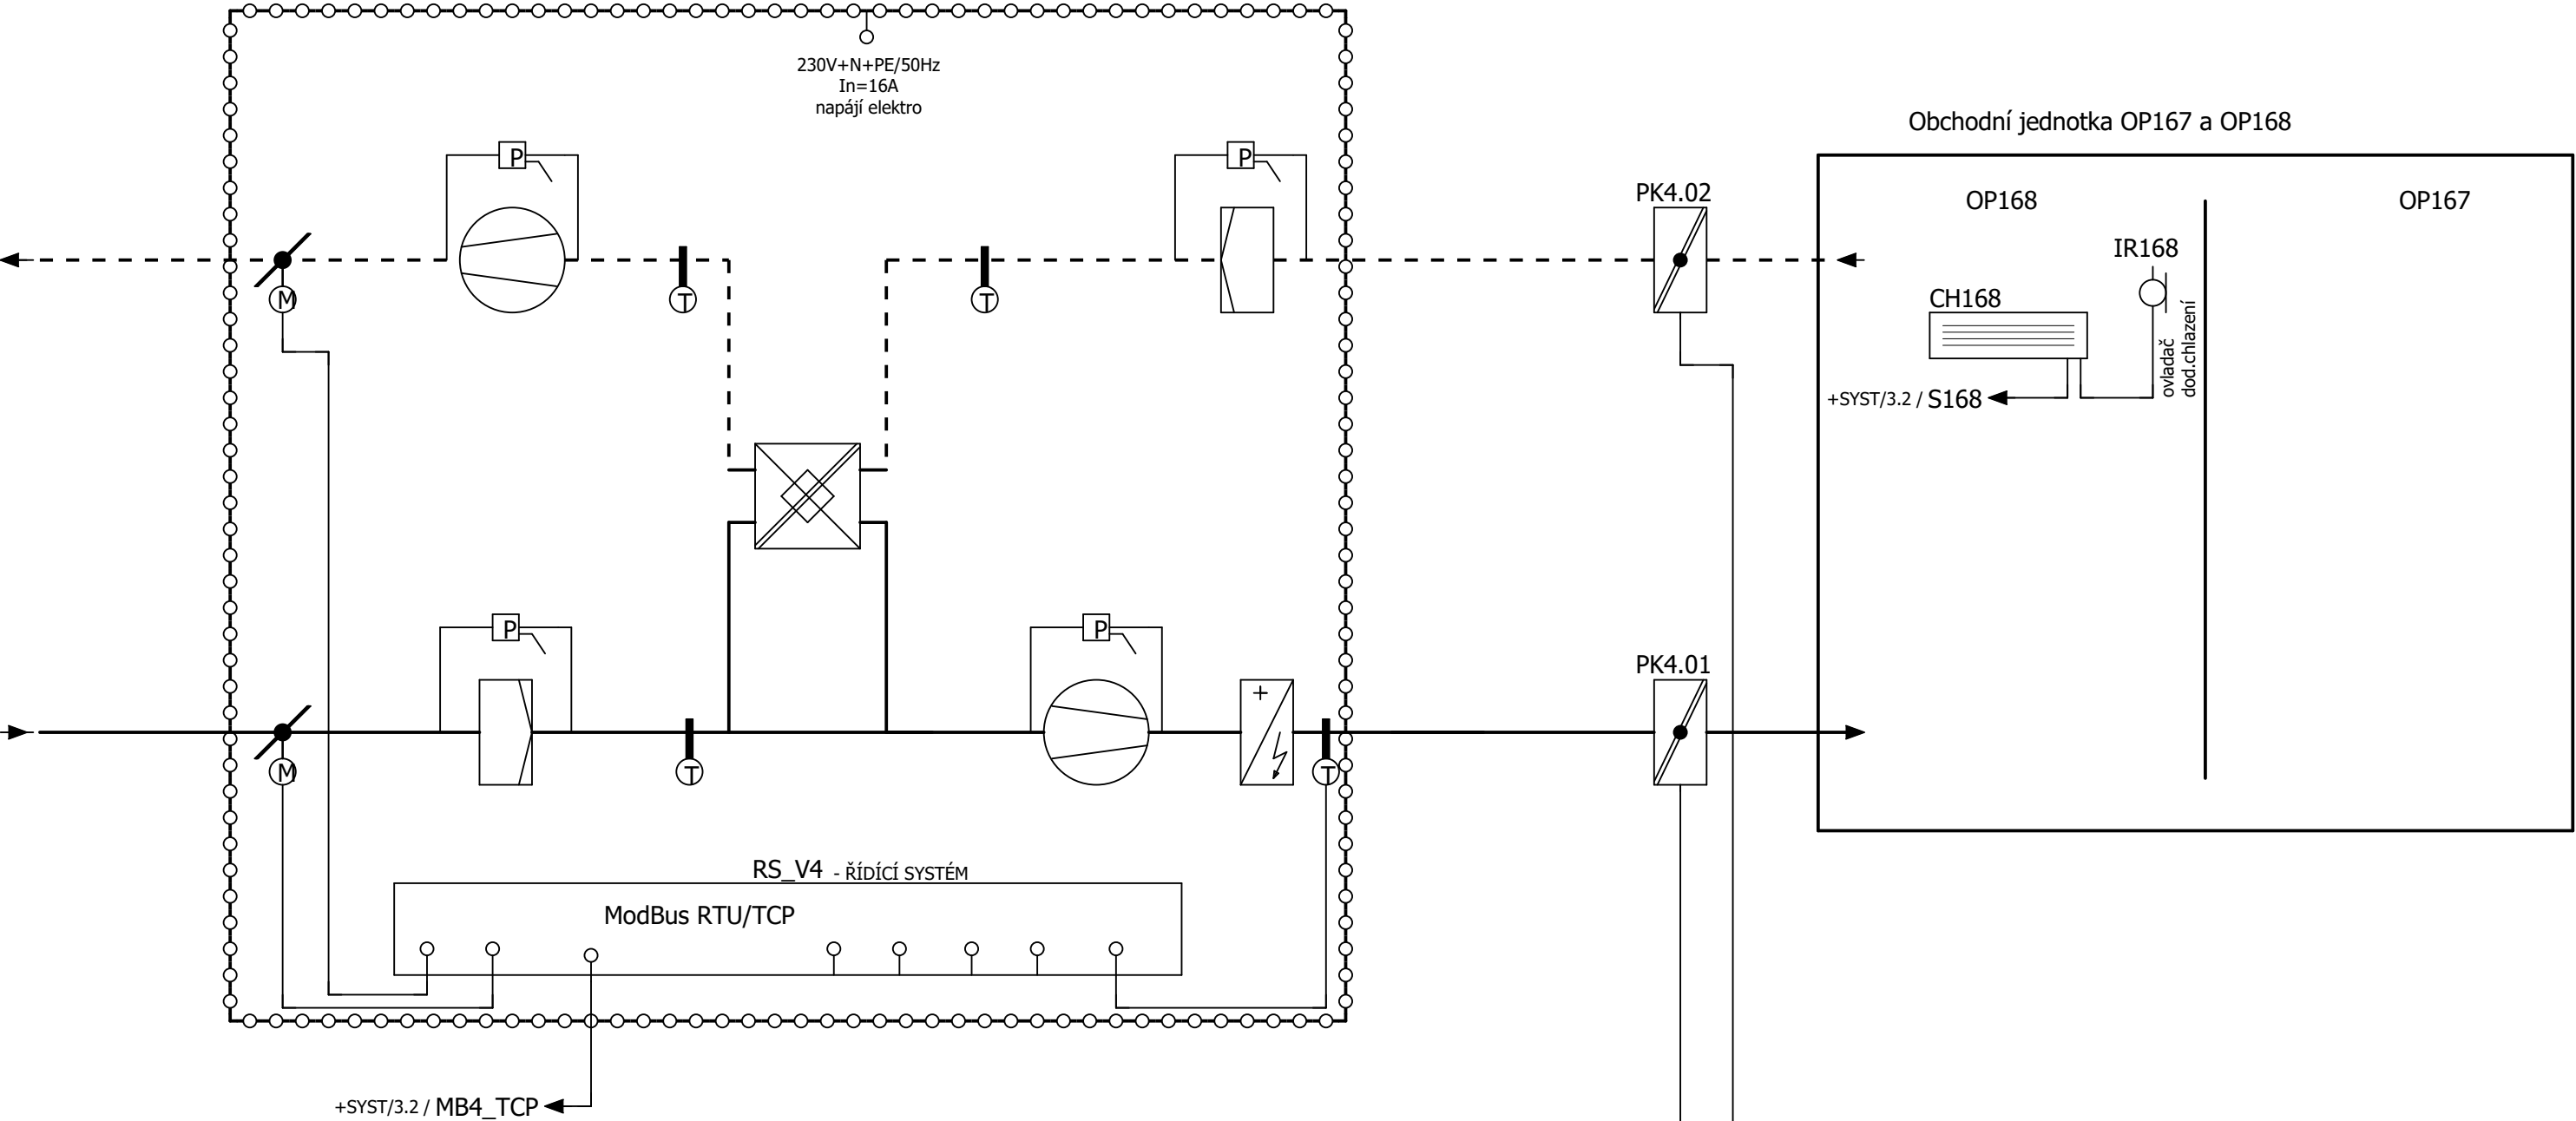 230V+N+PE/50Hz
In=16A
napájí elektro
Obchodní jednotka OP167 a OP168
P
P
PK4.02
OP168
OP167
IR168
CH168
M
T
T
ovladač
dod.chlazení
+SYST/3.2 / S168
P
P
PK4.01
+
M
T
T
RS_V4 - ŘÍDÍCÍ SYSTÉM
ModBus RTU/TCP
+SYST/3.2 / MB4_TCP